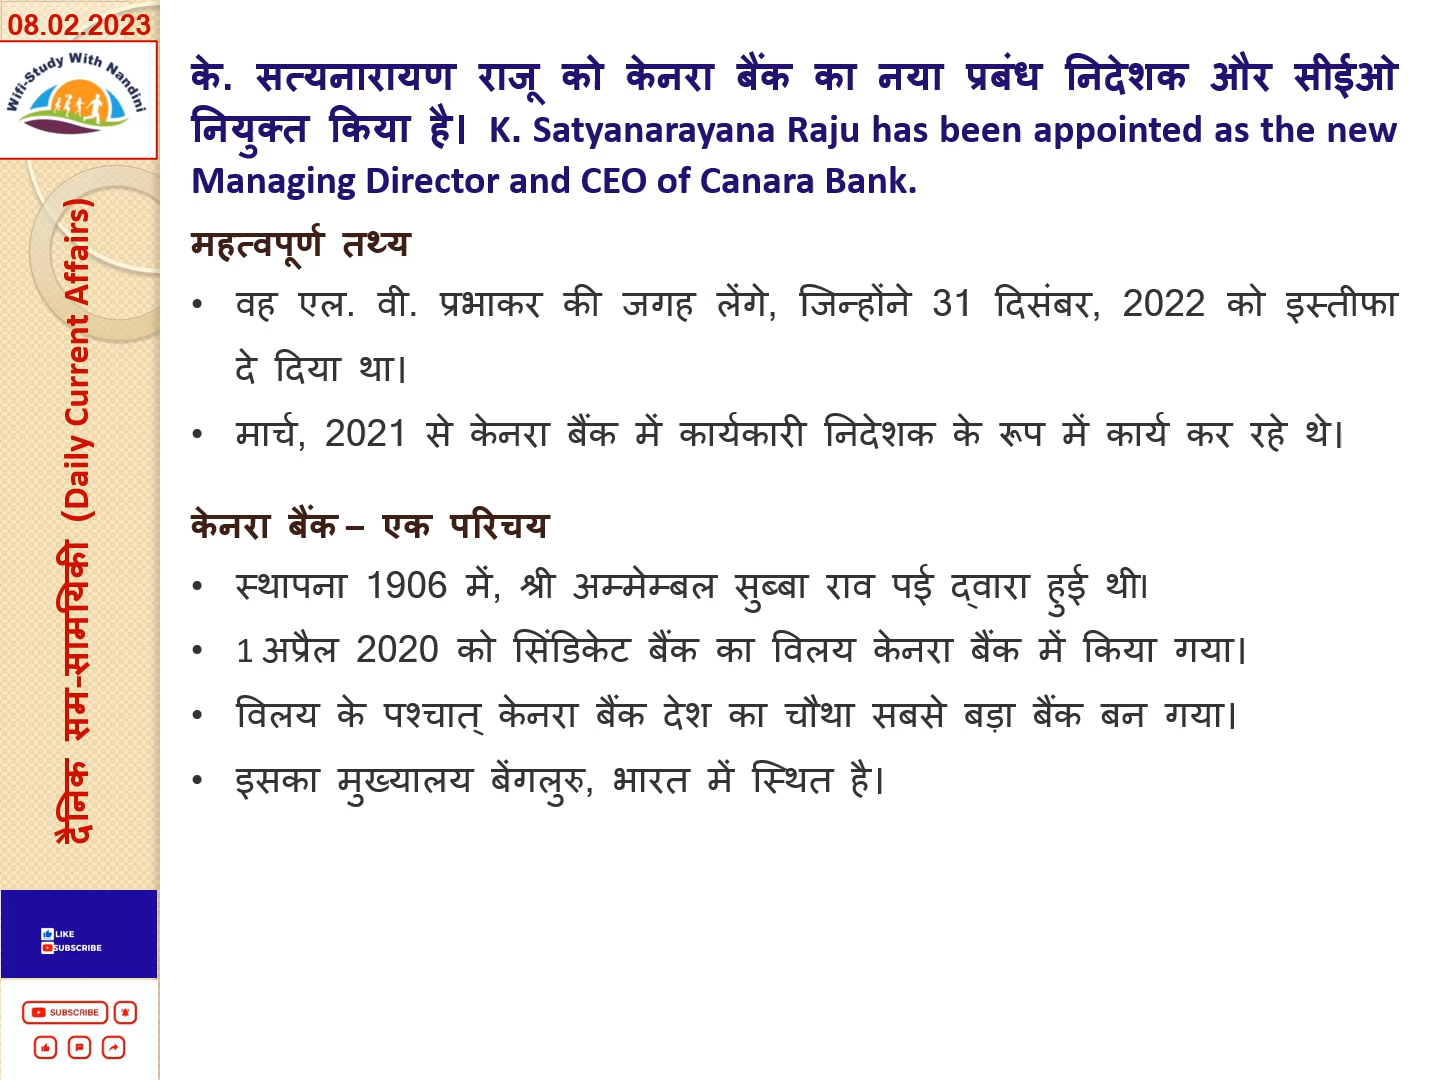 08.02.2023
Wifi-Study With Nandini
दैनिक सम-सामयिकी (Daily Current Affairs)
LIKE
SUBSCRIBE
SUBSCRIBE
के. सत्यनारायण राजू को केनरा बैंक का नया प्रबंध निदेशक और सीईओ
नियुक्त किया है। K. Satyanarayana Raju has been appointed as the new
Managing Director and CEO of Canara Bank.
महत्वपूर्ण तथ्य
• वह एल. वी. प्रभाकर की जगह लेंगे, जिन्होंने 31 दिसंबर, 2022 को इस्तीफा
दे दिया था।
• मार्च, 2021 से केनरा बैंक में कार्यकारी निदेशक के रूप में कार्य कर रहे थे।
केनरा बैंक – एक परिचय
• स्थापना 1906 में, श्री अम्मेम्बल सुब्बा राव पई द्वारा हुई थी।
• 1 अप्रैल 2020 को सिंडिकेट बैंक का विलय केनरा बैंक में किया गया।
• विलय के पश्चात् केनरा बैंक देश का चौथा सबसे बड़ा बैंक बन गया।
• इसका मुख्यालय बेंगलुरु, भारत में स्थित है।